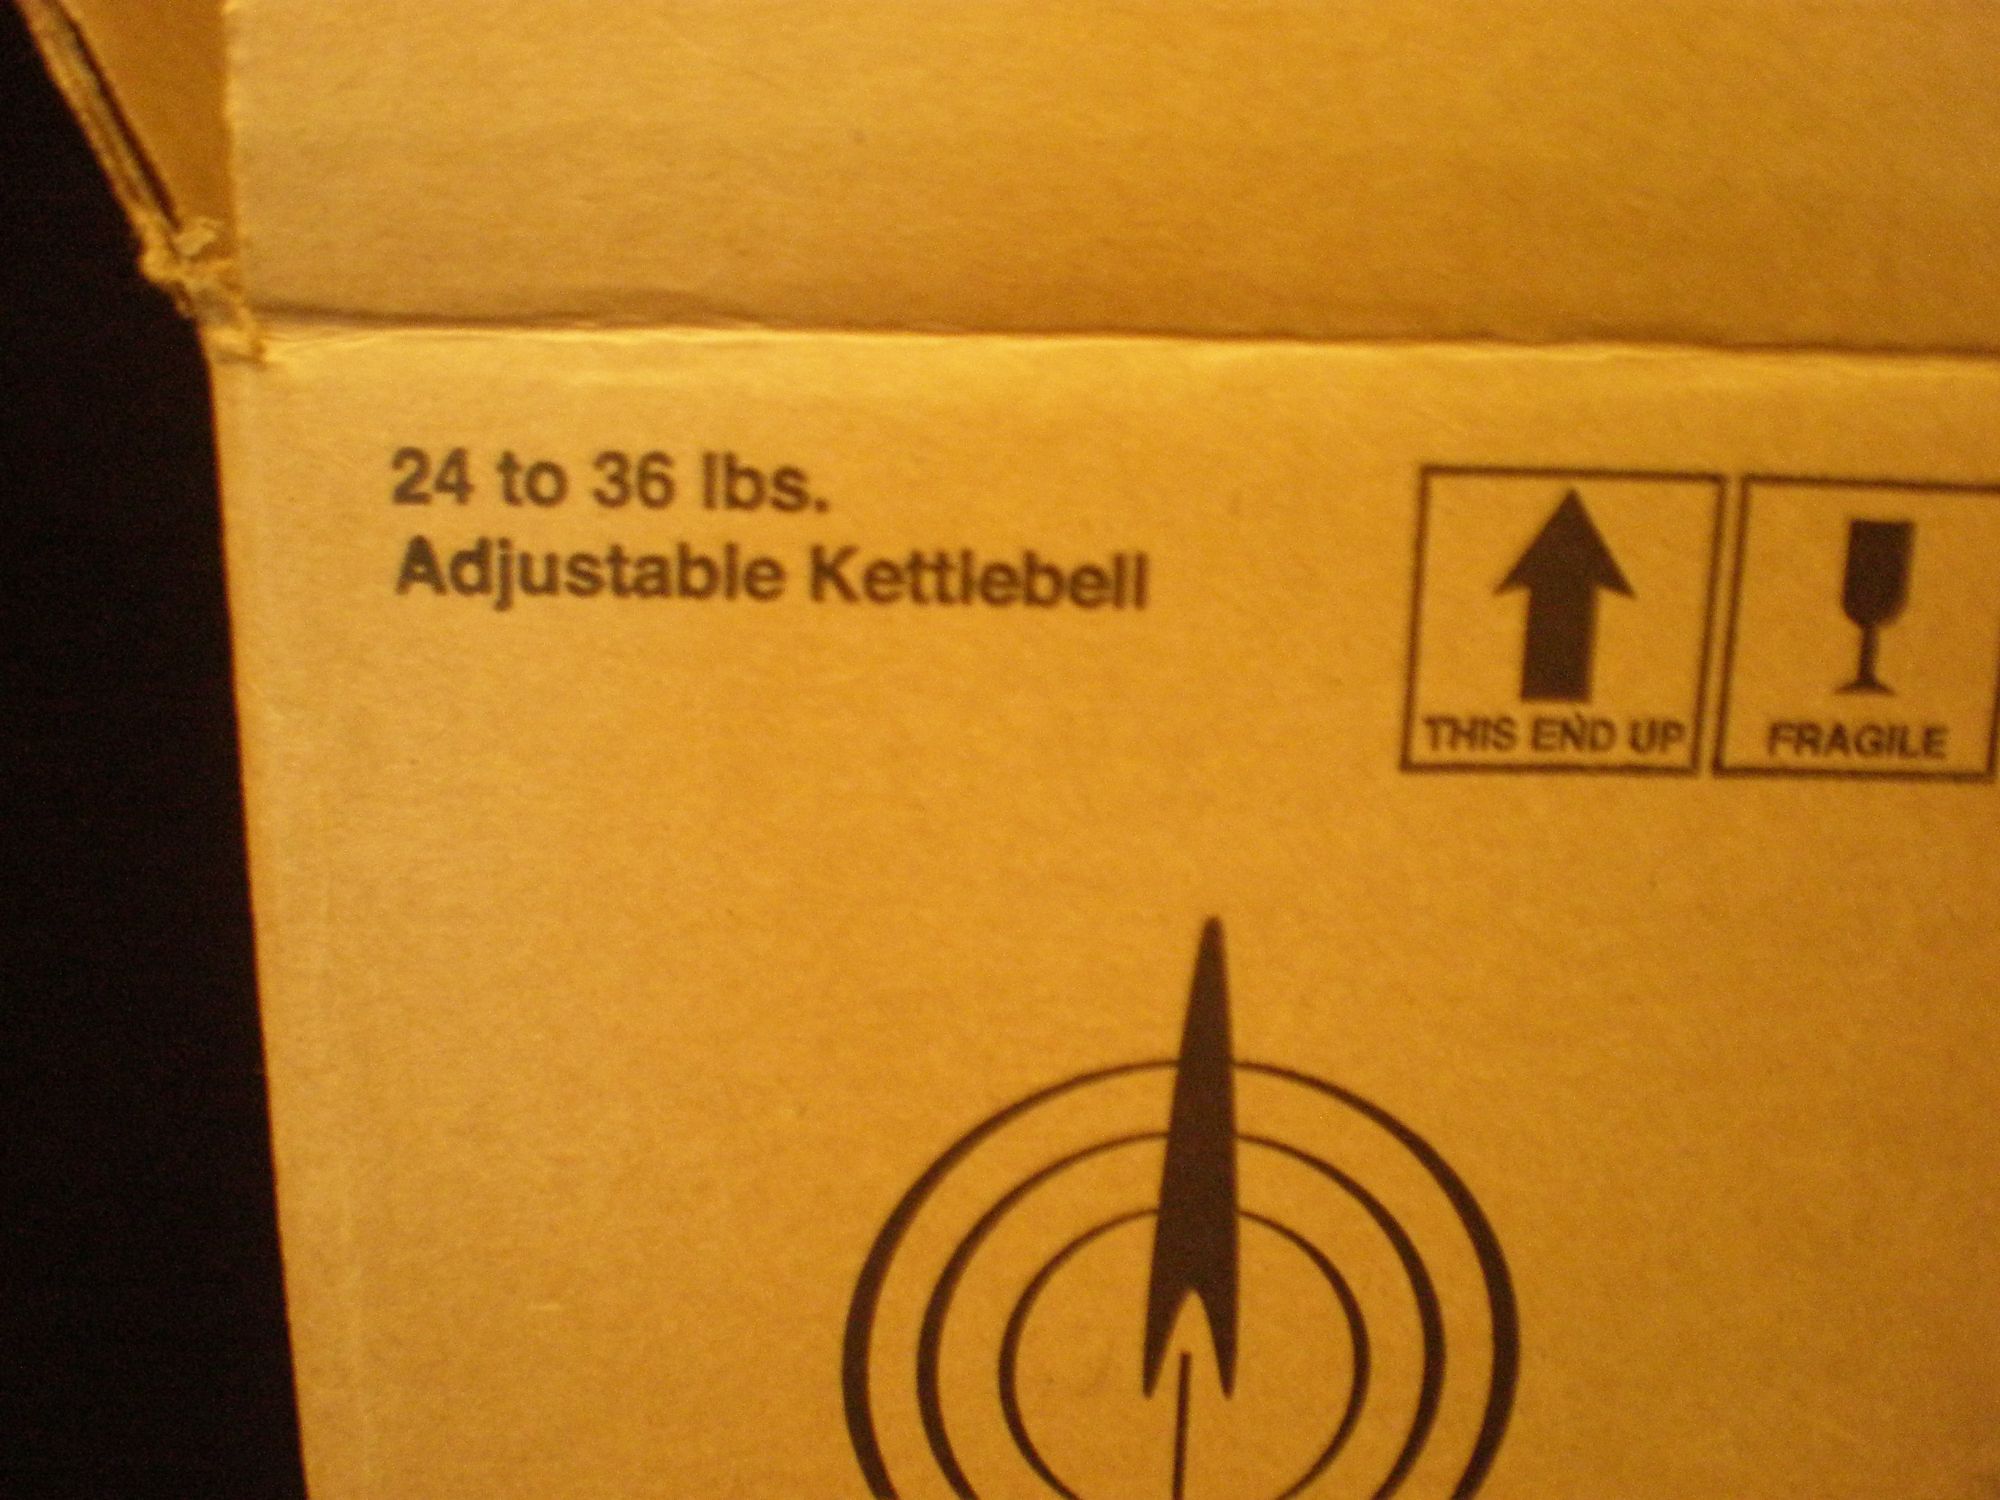 24 to 36 lbs.
Adjustable Kettlebell
THIS END UP
FRAGILE